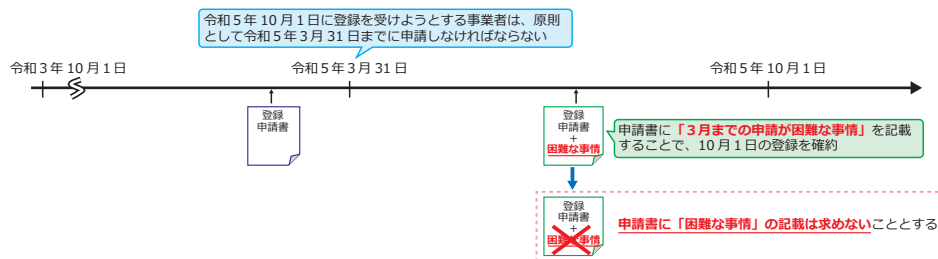 令和5年10月1日に登録を受けようとする事業者は、原則
として令和5年3月31日までに申請しなければならない
令和3年10月1日
令和5年3月31日
令和5年10月1日
登録
申請書
登録
申請書
+
困難な事情
申請書に「3月までの申請が困難な事情」を記載
することで、10月1日の登録を確約
登録
申請書
+
困難な事情
申請書に「困難な事情」の記載は求めないこととする